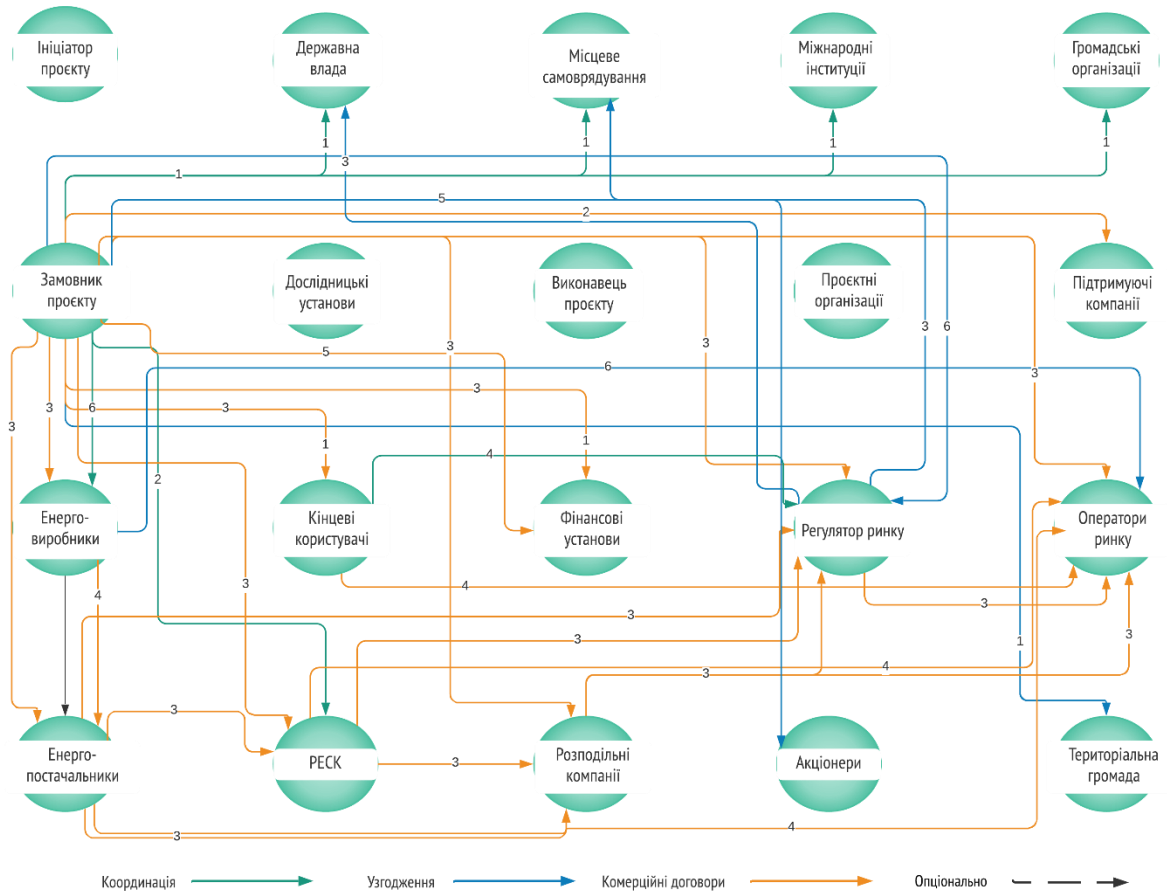 Ініціатор
проєкту
Державна
влада
Місцеве
самоврядування
Міжнародні
інституції
Громадські
організації
1
1
1
1
3
1
5
2
Замовник
проєкту
Дослідницькі
установи
Виконавець
проєкту
Проєктні
організації
Підтримуючі
компанії
3
6
3
3
5
6
3
3
3
6
3
3
1
1
4
2
Енерго-
виробники
Кінцеві
користувачі
Фінансові
установи
Регулятор ринку
Оператори
ринку
3
4
4
3
3
3
3
1
4
3
3
Енерго-
постачальники
РЕСК
3
Розподільні
компанії
Акціонери
Територіальна
громада
3
4
Координація
Узгодження
Комерційні договори
Опціонально